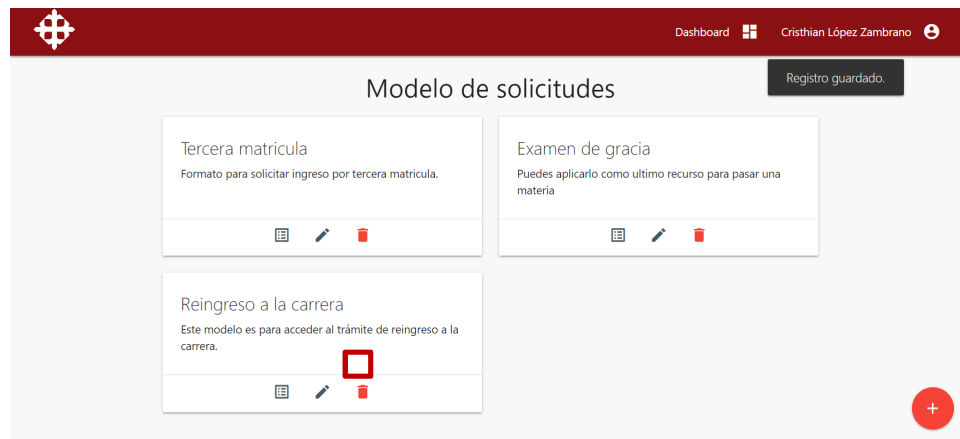 Dashboard
Cristhian López Zambrano
Registro guardado.
Modelo de solicitudes
Tercera matricula
Formato para solicitar ingreso por tercera matricula.
Examen de gracia
Puedes aplicarlo como ultimo recurso para pasar una
materia
Reingreso a la carrera
Este modelo es para acceder al trámite de reingreso a la
carrera.
+